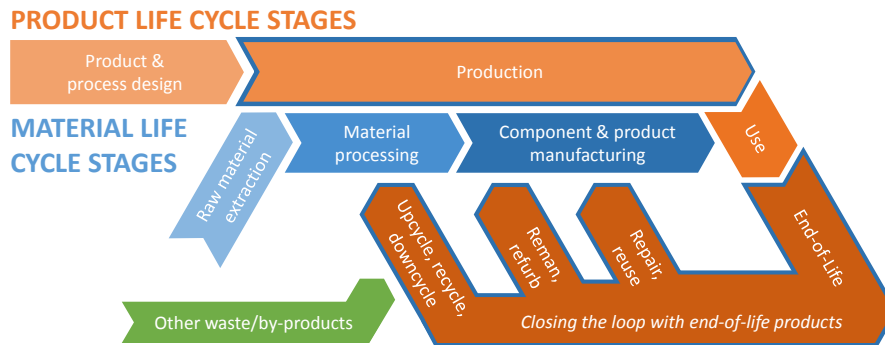 PRODUCT LIFE CYCLE STAGES
Product &
process design
Production
MATERIAL LIFE
CYCLE STAGES
Raw material
extraction
Material
processing
Component & product
manufacturing
Use
Upcycle, recycle,
downcycle
Reman,
refurb
Repair,
reuse
End-of-Life
Other waste/by-products
Closing the loop with end-of-life products